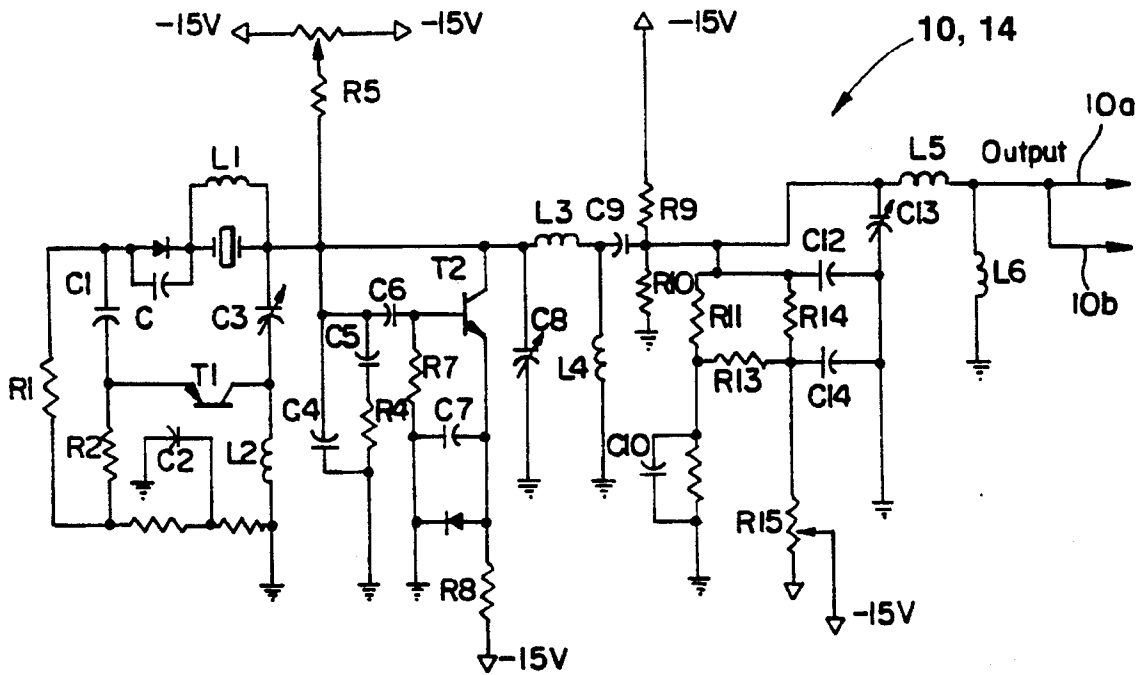 -15V
-15V
-15V
10, 14
R5
10a
L1
L5
Output
C13
L3
C9
R9
C12
T2
L6
10b
C1
C
C3
C6
R10
C5
C8
R11
R14
R1
T1
R7
L4
R13
C14
C4
R4
C7
R2
C2
L2
C10
R15
R8
-15V
-15V